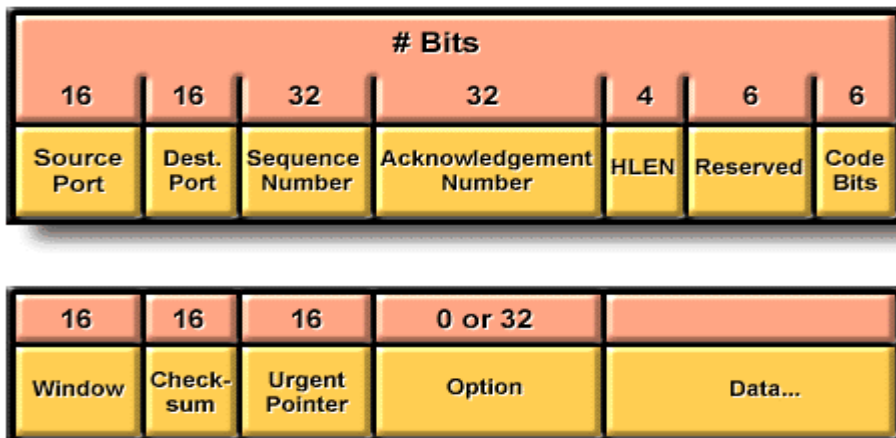 # Bits
16 16 32 32 4 6 6
Source Dest. Sequence Acknowledgement HLEN Reserved Code
Port Port Number Number Bits
16 16 16 0 or 32
Window Check- Urgent Option Data...
sum Pointer